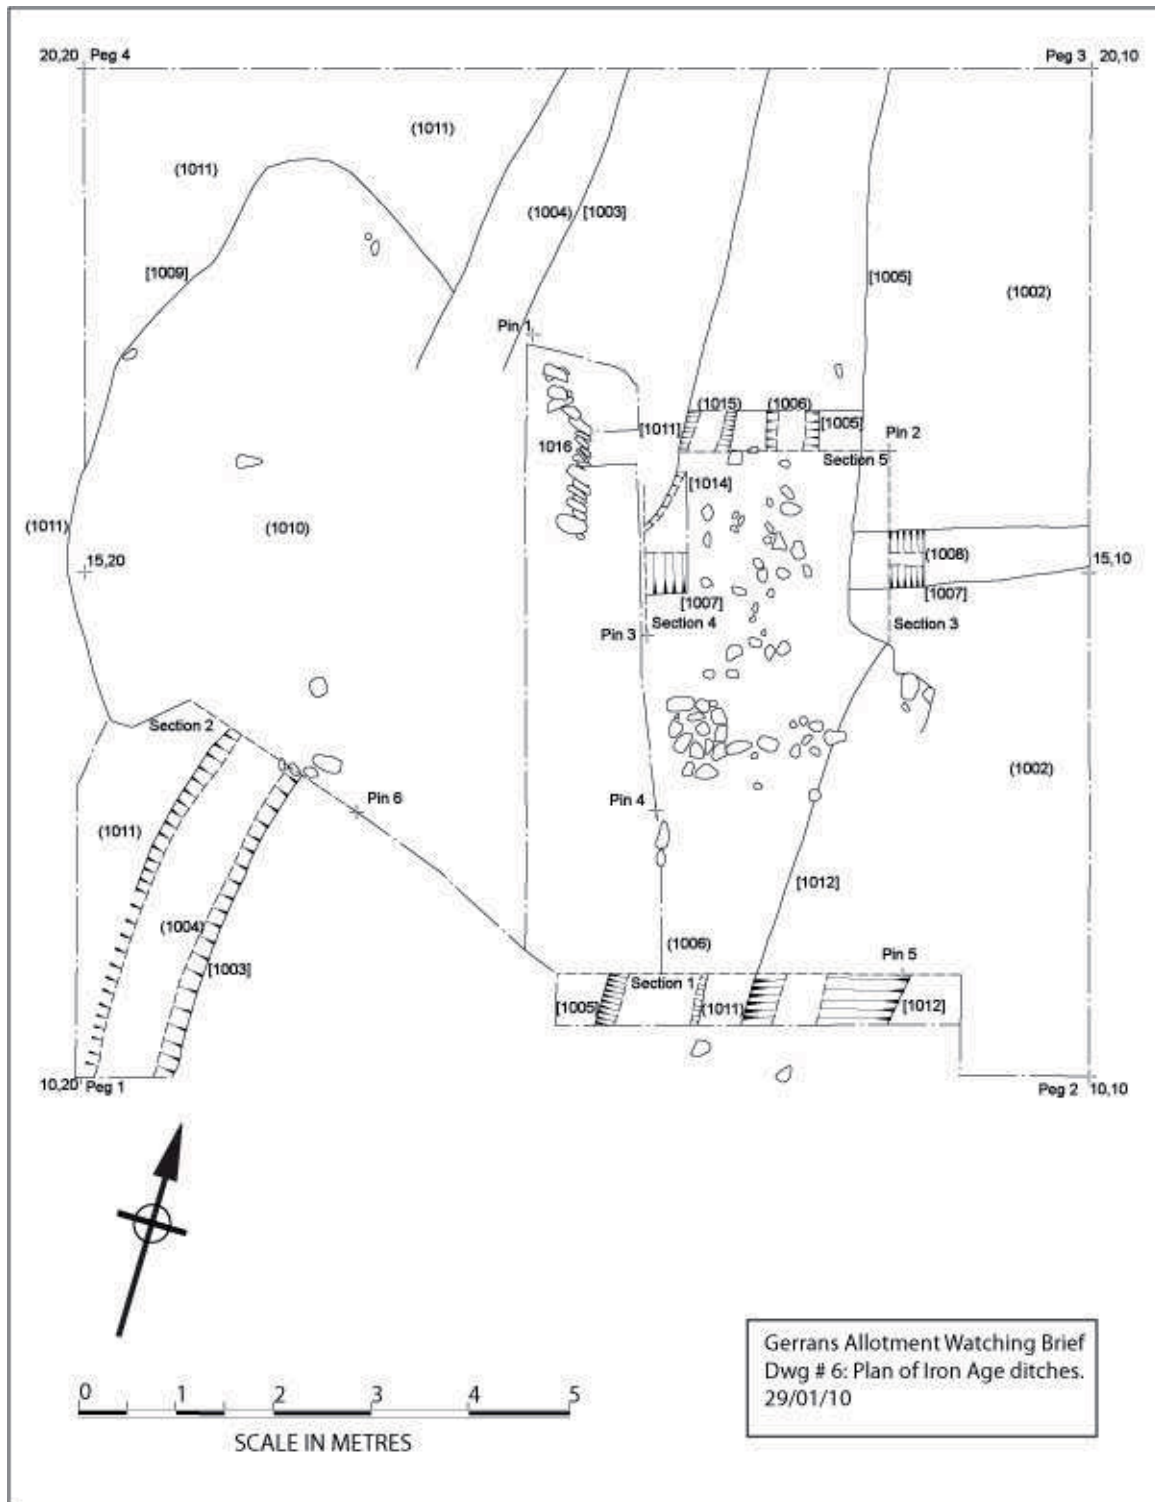 20,20 Peg 4
Peg 3 20,10
(1011)
(1011)
(1004) [1003]
[1009]
[1005]
(1002)
Pin 1
(1015) (1006)
[1011] [1005]
Pin 2
1016
Section 5
[1014]
(1011)
(1010)
(1008)
15,20
15,10
[1007]
[1007]
Section 4
Section 3
Pin 3
Section 2
(1002)
Pin 6
Pin 4
(1011)
[1012]
(1004)
(1006)
[1003]
Pin 5
Section 1
[1005] (1011) [1012]
10,20 Peg 1
Peg 2 10,10
0 1 2 3 4 5
SCALE IN METRES
Gerrans Allotment Watching Brief
Dwg # 6: Plan of Iron Age ditches.
29/01/10